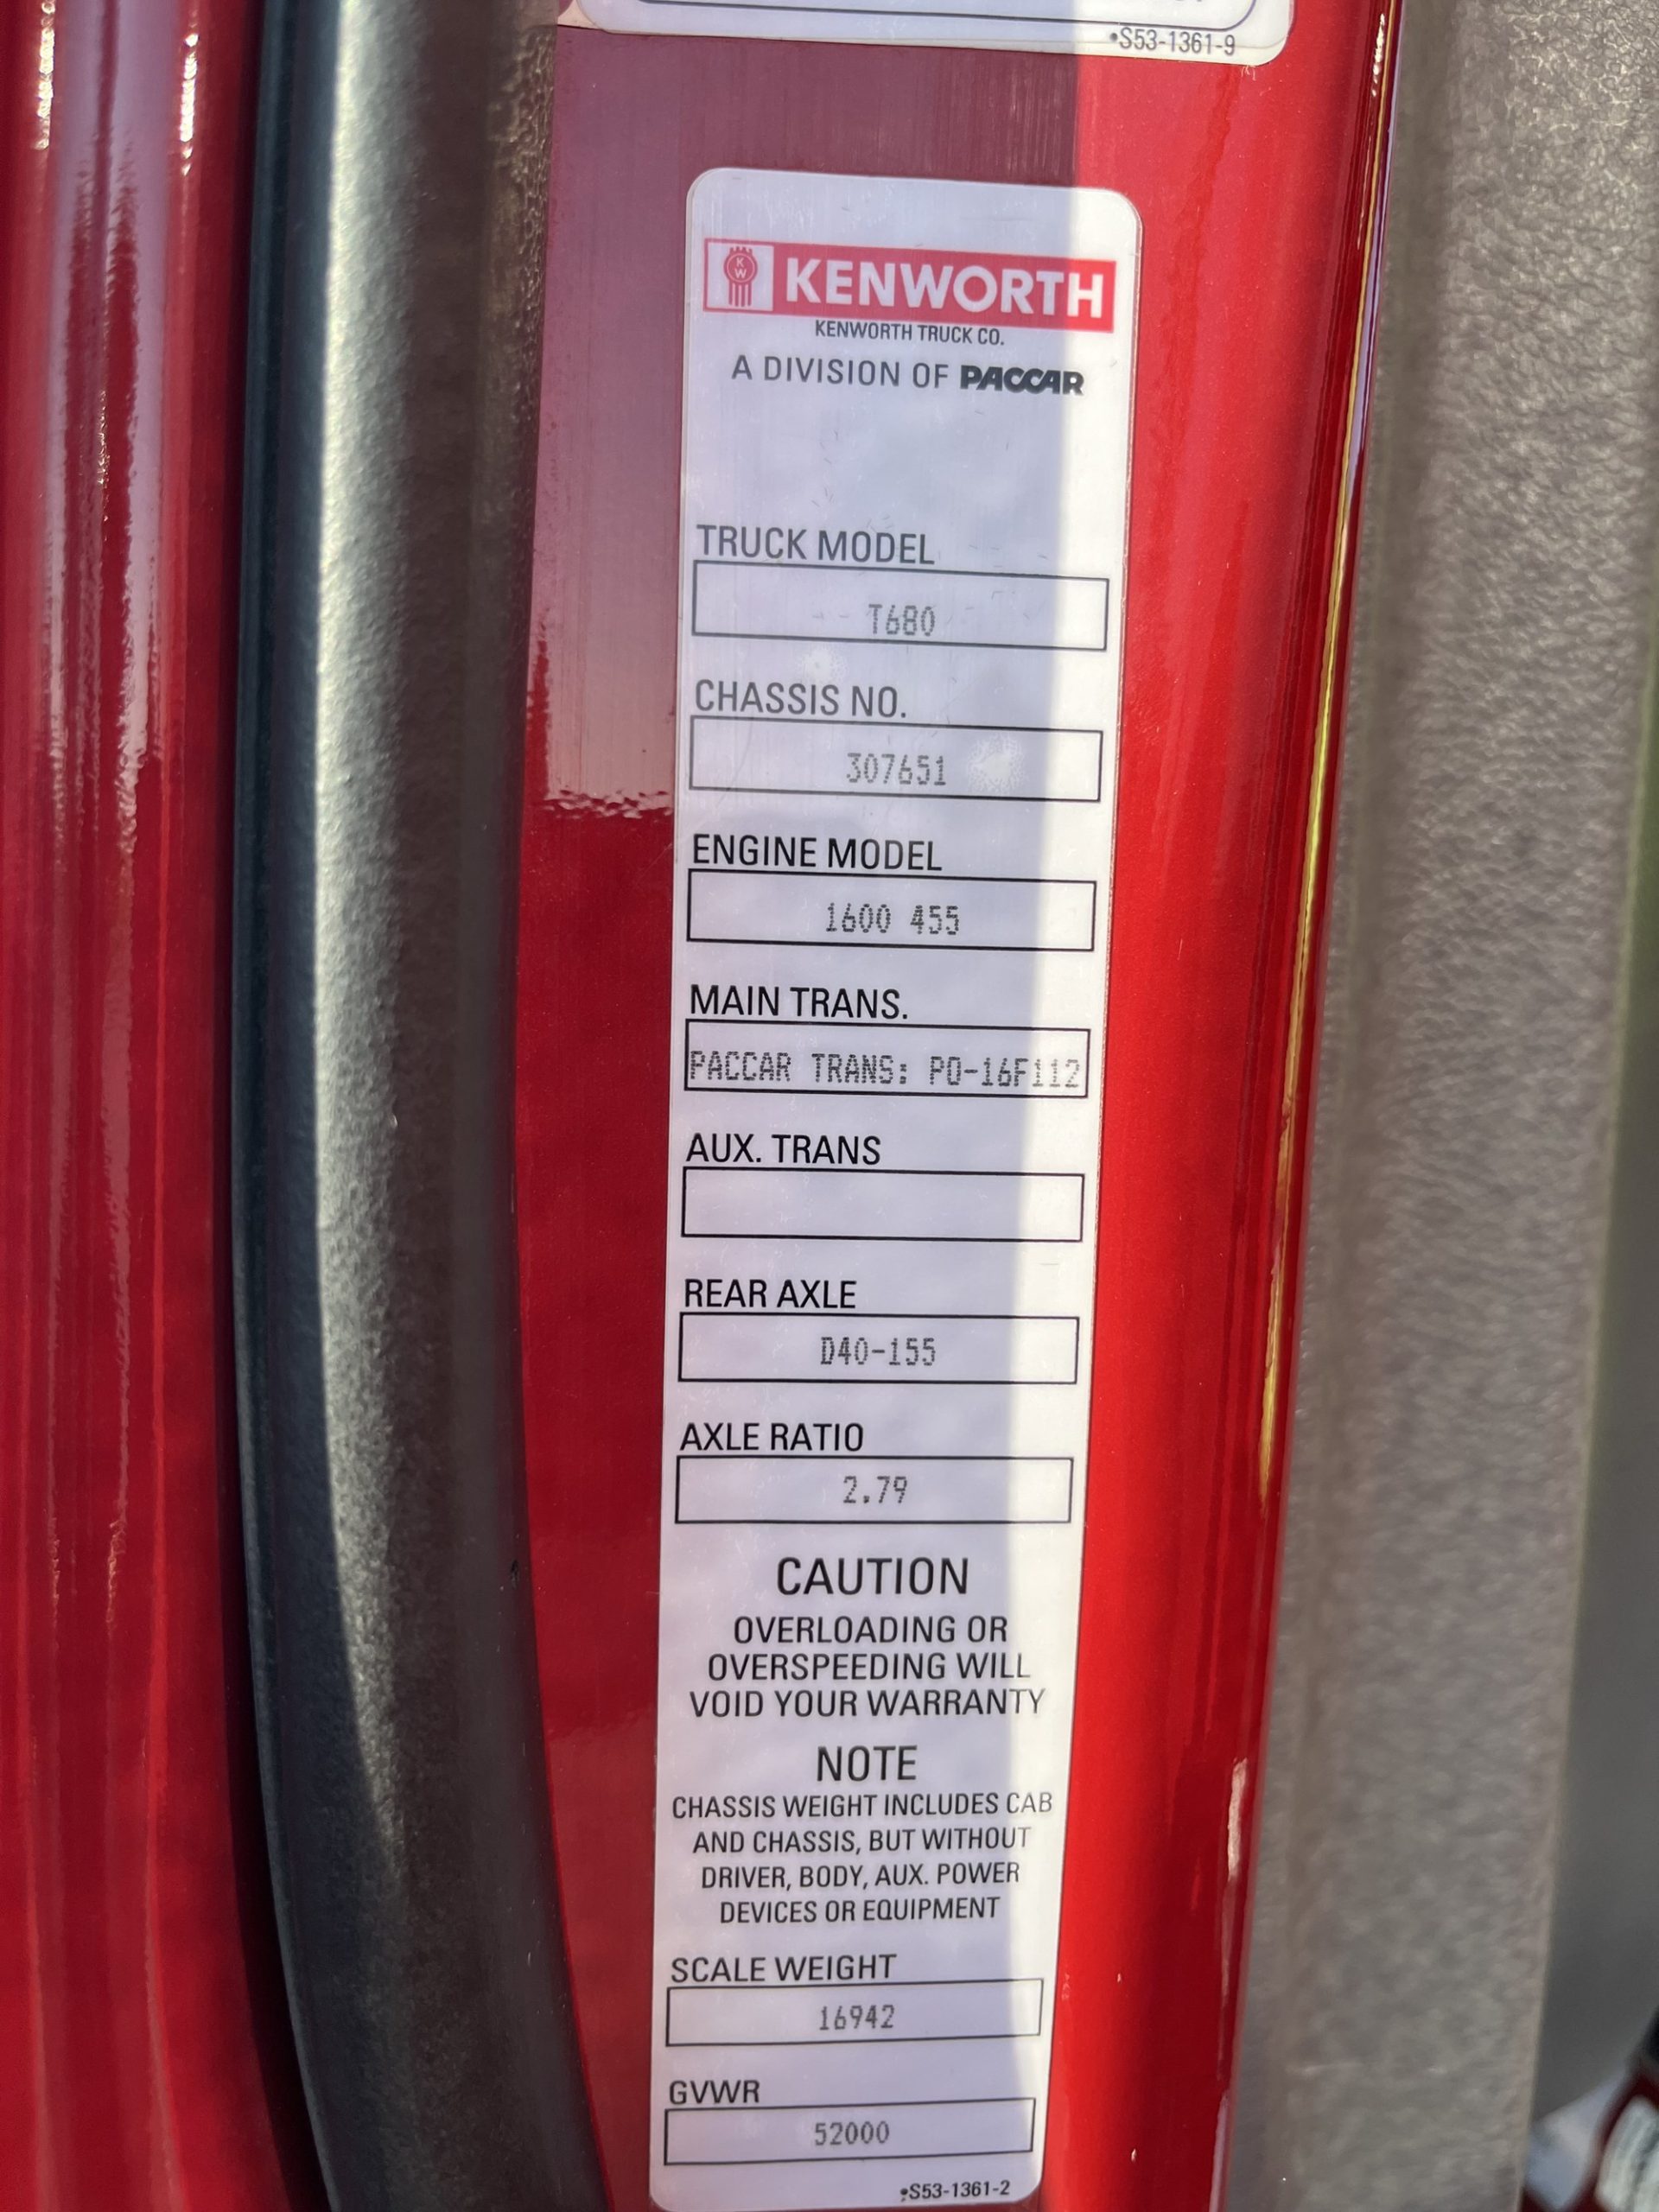 •S53-1361-9
KW KENWORTH
KENWORTH TRUCK CO.
A DIVISION OF PACCAR
TRUCK MODEL
T680
CHASSIS NO.
307651
ENGINE MODEL
1600 455
MAIN TRANS.
PACCAR TRANS: PO-16F112
AUX. TRANS
REAR AXLE
D40-155
AXLE RATIO
2.79
CAUTION
OVERLOADING OR
OVERSPEEDING WILL
VOID YOUR WARRANTY
NOTE
CHASSIS WEIGHT INCLUDES CAB
AND CHASSIS, BUT WITHOUT
DRIVER, BODY, AUX. POWER
DEVICES OR EQUIPMENT
SCALE WEIGHT
16942
GVWR
52000
•S53-1361-2